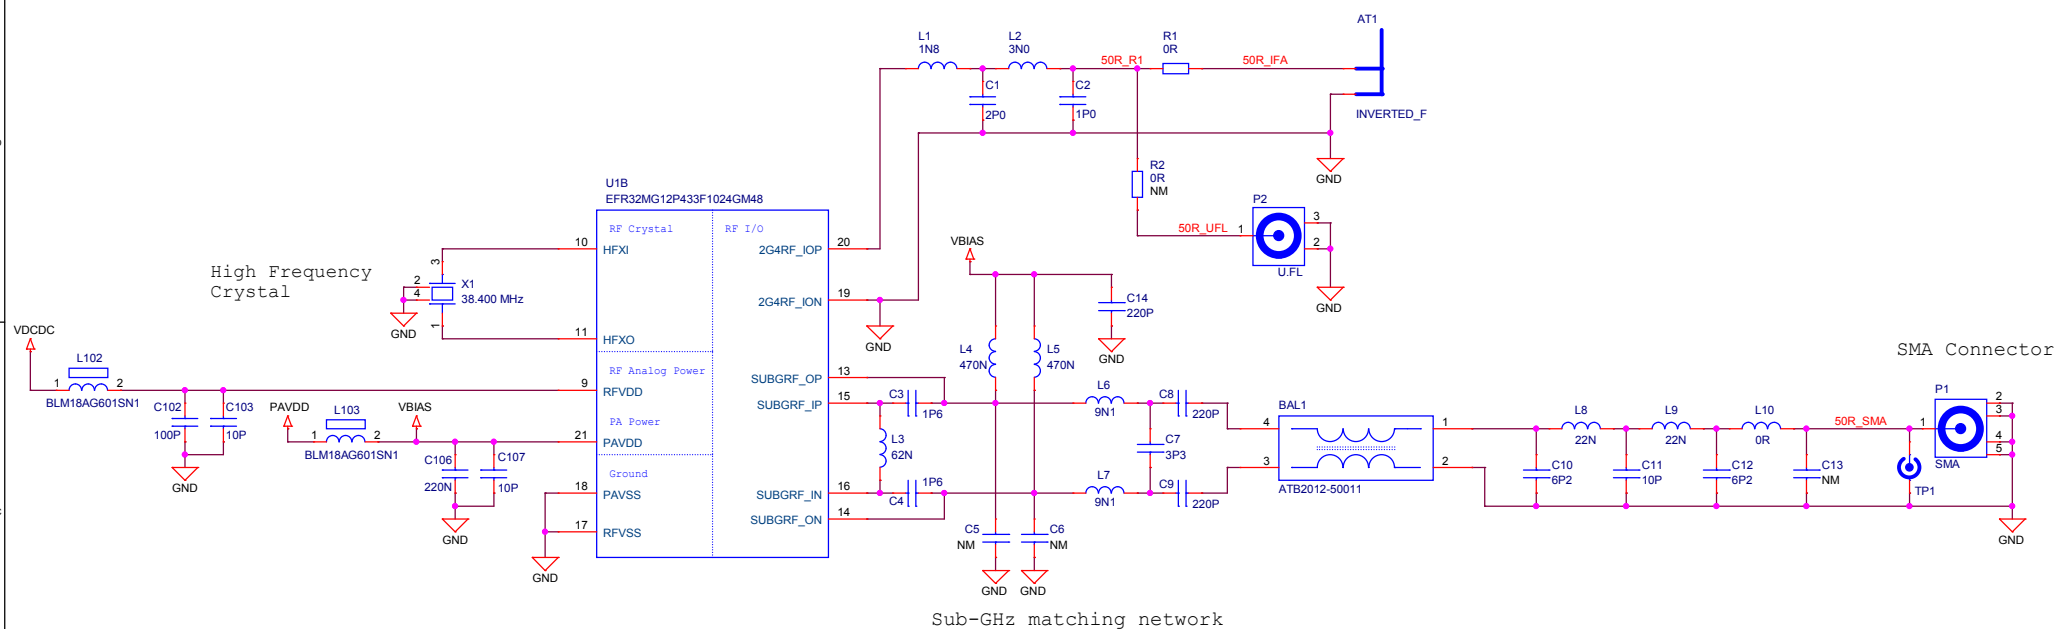 AT1
L1
1N8
L2
3N0
50R_R1
R1
0R
50R_IFA
C1
2P0
C2
1P0
INVERTED_F
GND
R2
0R
NM
P2
50R_UFL
1
3
2
U.FL
GND
U1B
EFR32MG12P433F1024GM48
RF Crystal
RF I/O
10
HFXI
2G4RF_IOP
20
2G4RF_ION
19
GND
11
HFXO
High Frequency
Crystal
3
2
4
1
X1
38.400 MHz
GND
VDCDC
L102
1
2
BLM18AG601SN1
C102
100P
C103
10P
GND
RF Analog Power
9
RFVDD
PA Power
PAVDD
L103
1
2
BLM18AG601SN1
VBIAS
21
PAVDD
C106
220N
C107
10P
GND
Ground
18
PAVSS
17
RFVSS
GND
SUBGRF_OP
13
SUBGRF_IP
15
SUBGRF_IN
16
SUBGRF_ON
14
VBIAS
C14
220P
GND
L4
470N
L5
470N
C3
1P6
L3
62N
1P6
C4
C5
NM
C6
NM
GND
GND
L6
9N1
L7
9N1
C8
220P
C7
3P3
C9
220P
BAL1
4
3
1
2
ATB2012-50011
L8
22N
L9
22N
L10
0R
50R_SMA
C10
6P2
C11
10P
C12
6P2
C13
NM
TP1
SMA Connector
P1
1
2
3
4
5
SMA
GND
Sub-GHz matching network